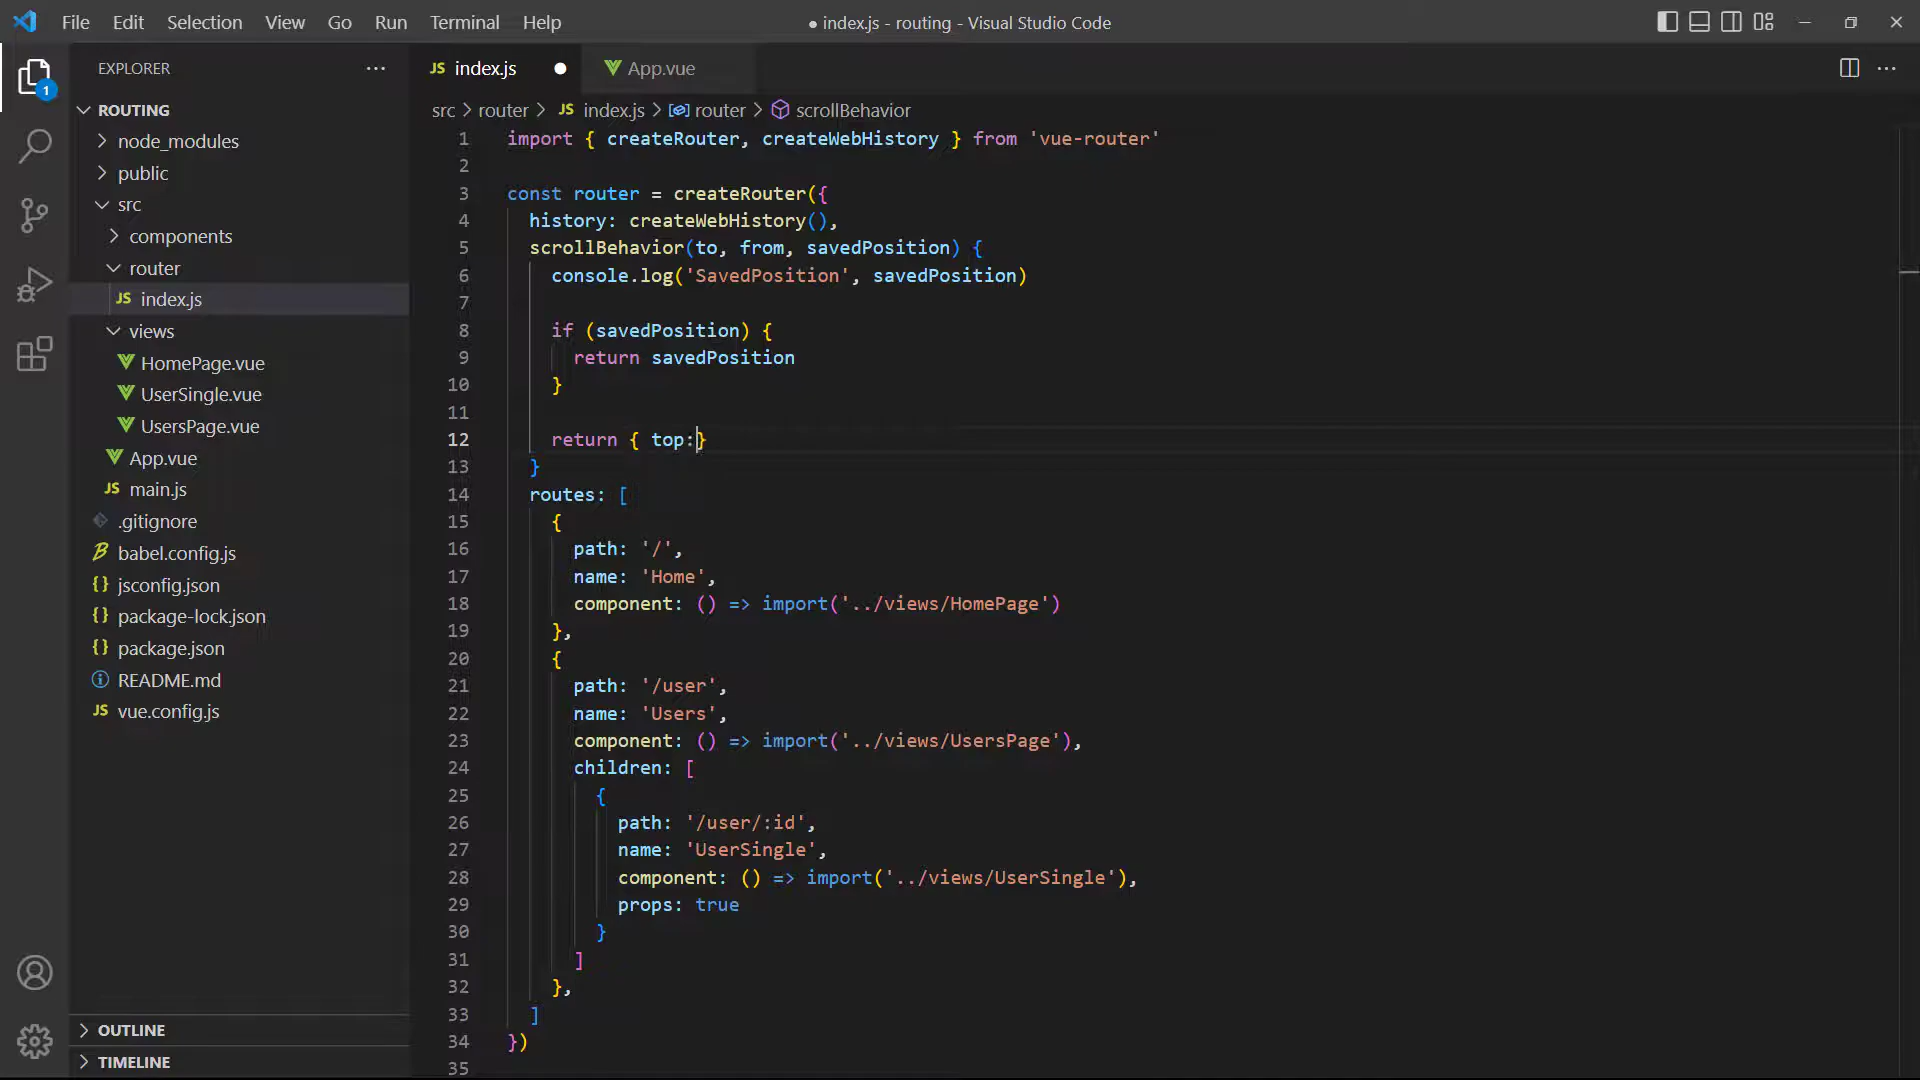 File Edit Selection View Go Run Terminal Help
● index.js - routing - Visual Studio Code
EXPLORER
ROUTING
node_modules
public
src
components
router
JS index.js
views
HomePage.vue
UserSingle.vue
UsersPage.vue
App.vue
JS main.js
.gitignore
babel.config.js
{} jsconfig.json
{} package-lock.json
{} package.json
README.md
JS vue.config.js
OUTLINE
TIMELINE
1
JS index.js ●
App.vue
src > router > JS index.js > router > scrollBehavior
1 import { createRouter, createWebHistory } from 'vue-router'
2
3 const router = createRouter({
4 history: createWebHistory(),
5 scrollBehavior(to, from, savedPosition) {
6 console.log('SavedPosition', savedPosition)
7
8 if (savedPosition) {
9 return savedPosition
10 }
11
12 return { top:}
13 }
14 routes: [
15 {
16 path: '/',
17 name: 'Home',
18 component: () => import('../views/HomePage')
19 },
20 {
21 path: '/user',
22 name: 'Users',
23 component: () => import('../views/UsersPage'),
24 children: [
25 {
26 path: '/user/:id',
27 name: 'UserSingle',
28 component: () => import('../views/UserSingle'),
29 props: true
30 }
31 ]
32 },
33 ]
34 })
35